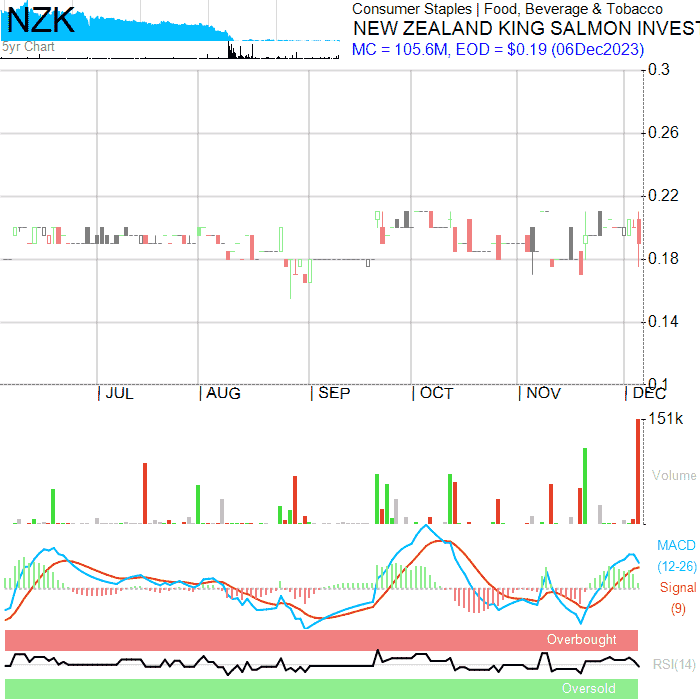 NZK
5yr Chart
Consumer Staples | Food, Beverage & Tobacco
NEW ZEALAND KING SALMON INVEST
MC = 105.6M, EOD = $0.19 (06Dec2023)
0.3
0.26
0.22
0.18
0.14
0.1
JUL AUG SEP OCT NOV DEC
151k
Volume
MACD
(12-26)
Signal
(9)
Overbought
RSI(14)
Oversold